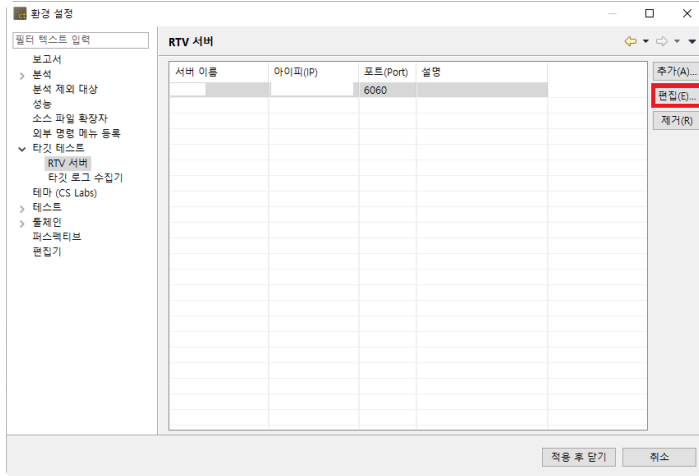 환경 설정
필터 텍스트 입력
보고서
분석
분석 제외 대상
성능
소스 파일 확장자
외부 명령 메뉴 등록
타깃 테스트
RTV 서버
타깃 로그 수집기
테마 (CS Labs)
테스트
툴체인
퍼스펙티브
편집기
RTV 서버
서버 이름 아이피(IP) 포트(Port) 설명
6060
추가(A)...
편집(E)...
제거(R)
적용 후 닫기 취소